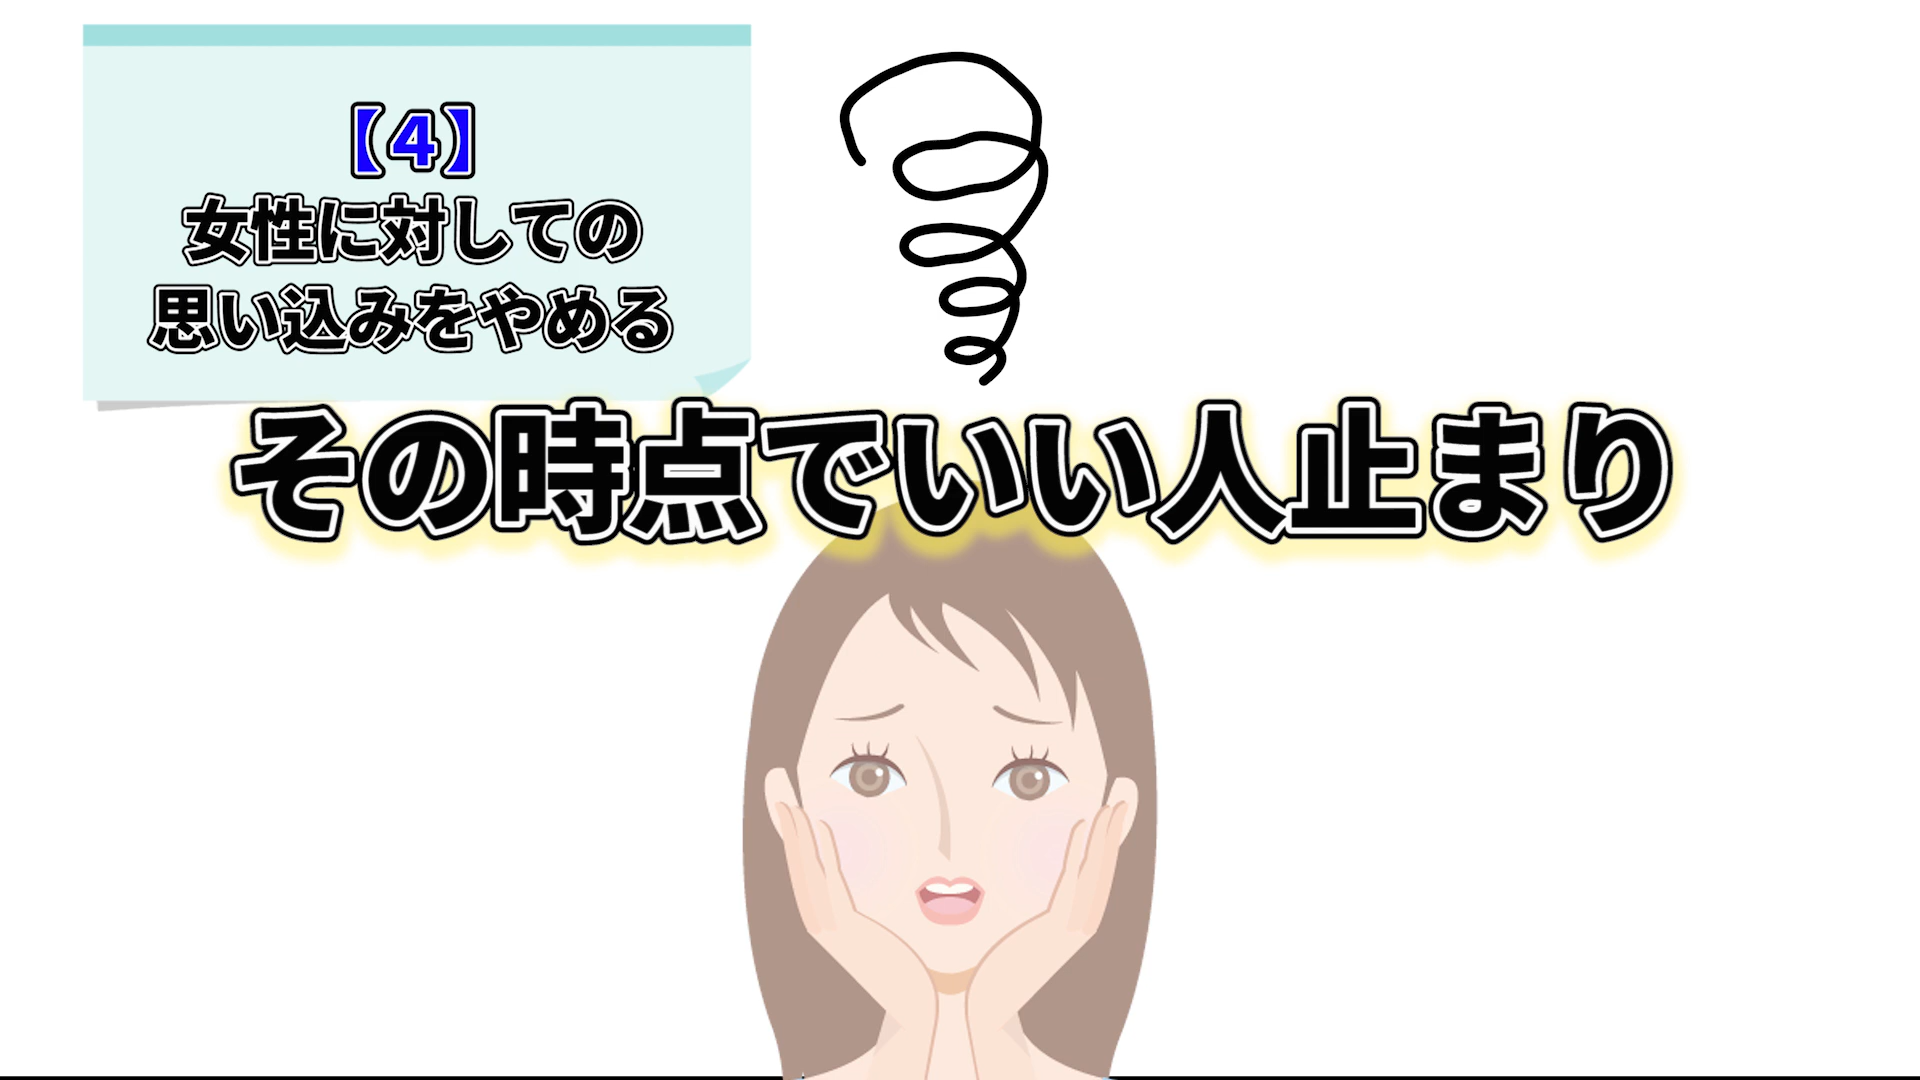 【4】
女性に対しての
思い込みをやめる
その時点でいい人止まり